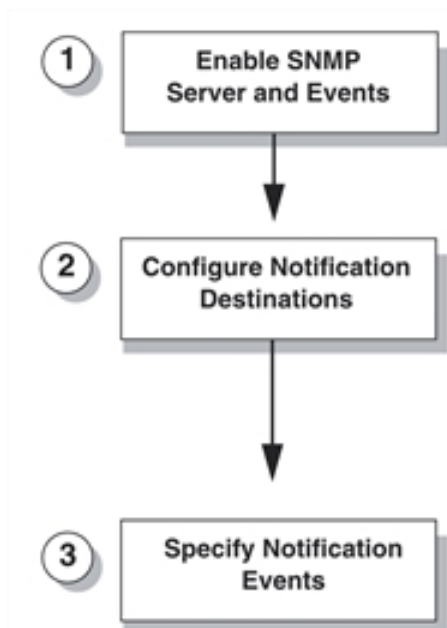 1
Enable SNMP
Server and Events
2
Configure Notification
Destinations
3
Specify Notification
Events